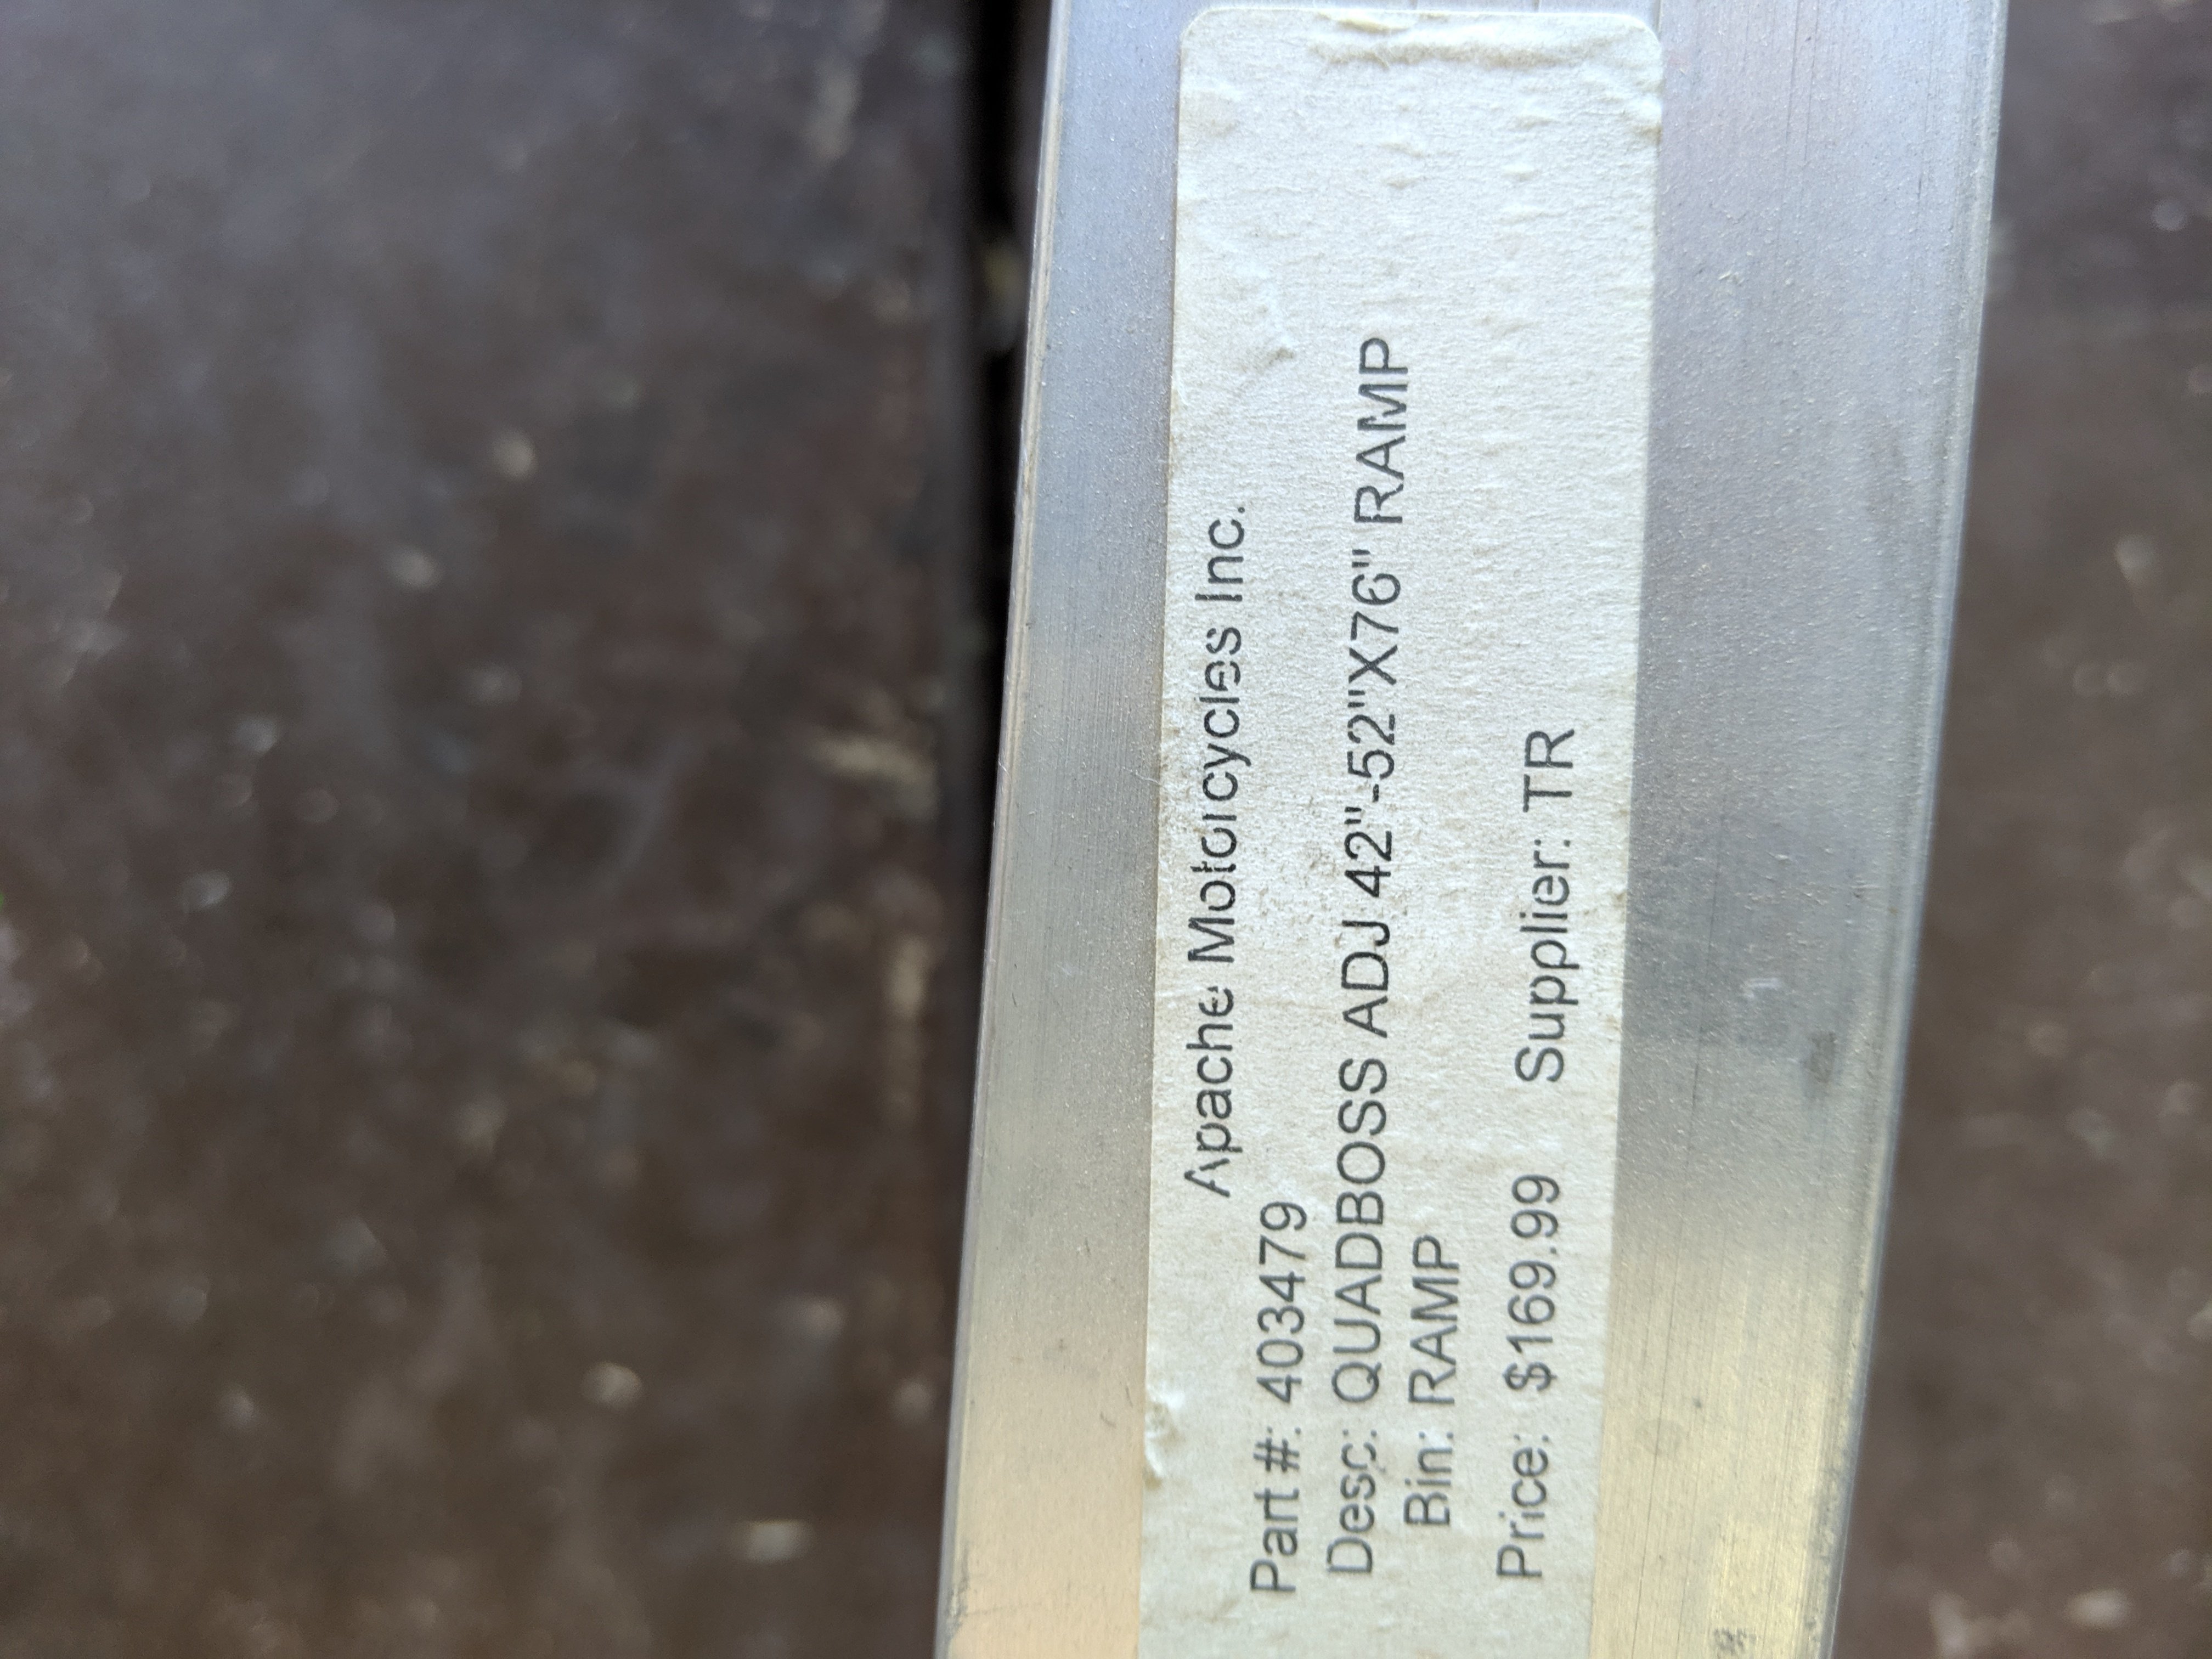 Apache Motorcycles Inc.
Part #: 403479
Desc: QUADBOSS ADJ 42"-52"X76" RAMP
Bin: RAMP
Price: $169.99 Supplier: TR